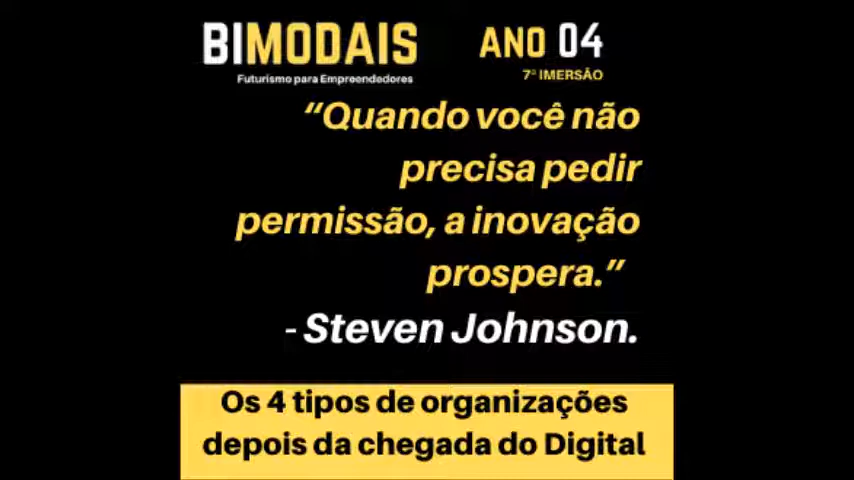 BIMODAIS
Futurismo para Empreendedores
ANO 04
7ª IMERSÃO
“Quando você não
precisa pedir
permissão, a inovação
prospera.”
- Steven Johnson.
Os 4 tipos de organizações
depois da chegada do Digital